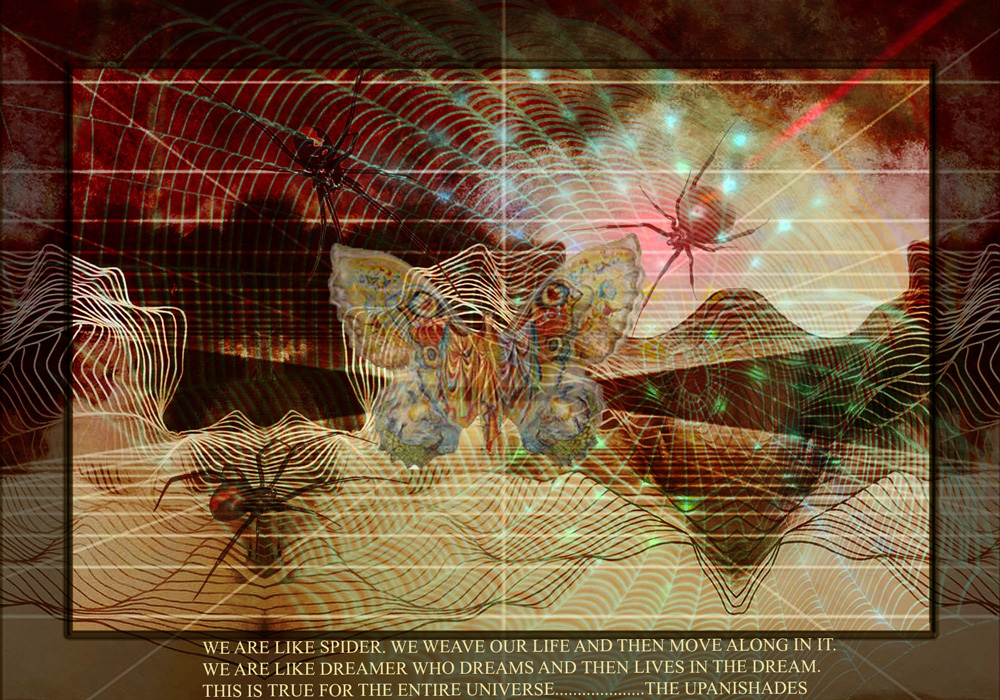 WE ARE LIKE SPIDER. WE WEAVE OUR LIFE AND THEN MOVE ALONG IN IT.
WE ARE LIKE DREAMER WHO DREAMS AND THEN LIVES IN THE DREAM.
THIS IS TRUE FOR THE ENTIRE UNIVERSE....................THE UPANISHADES